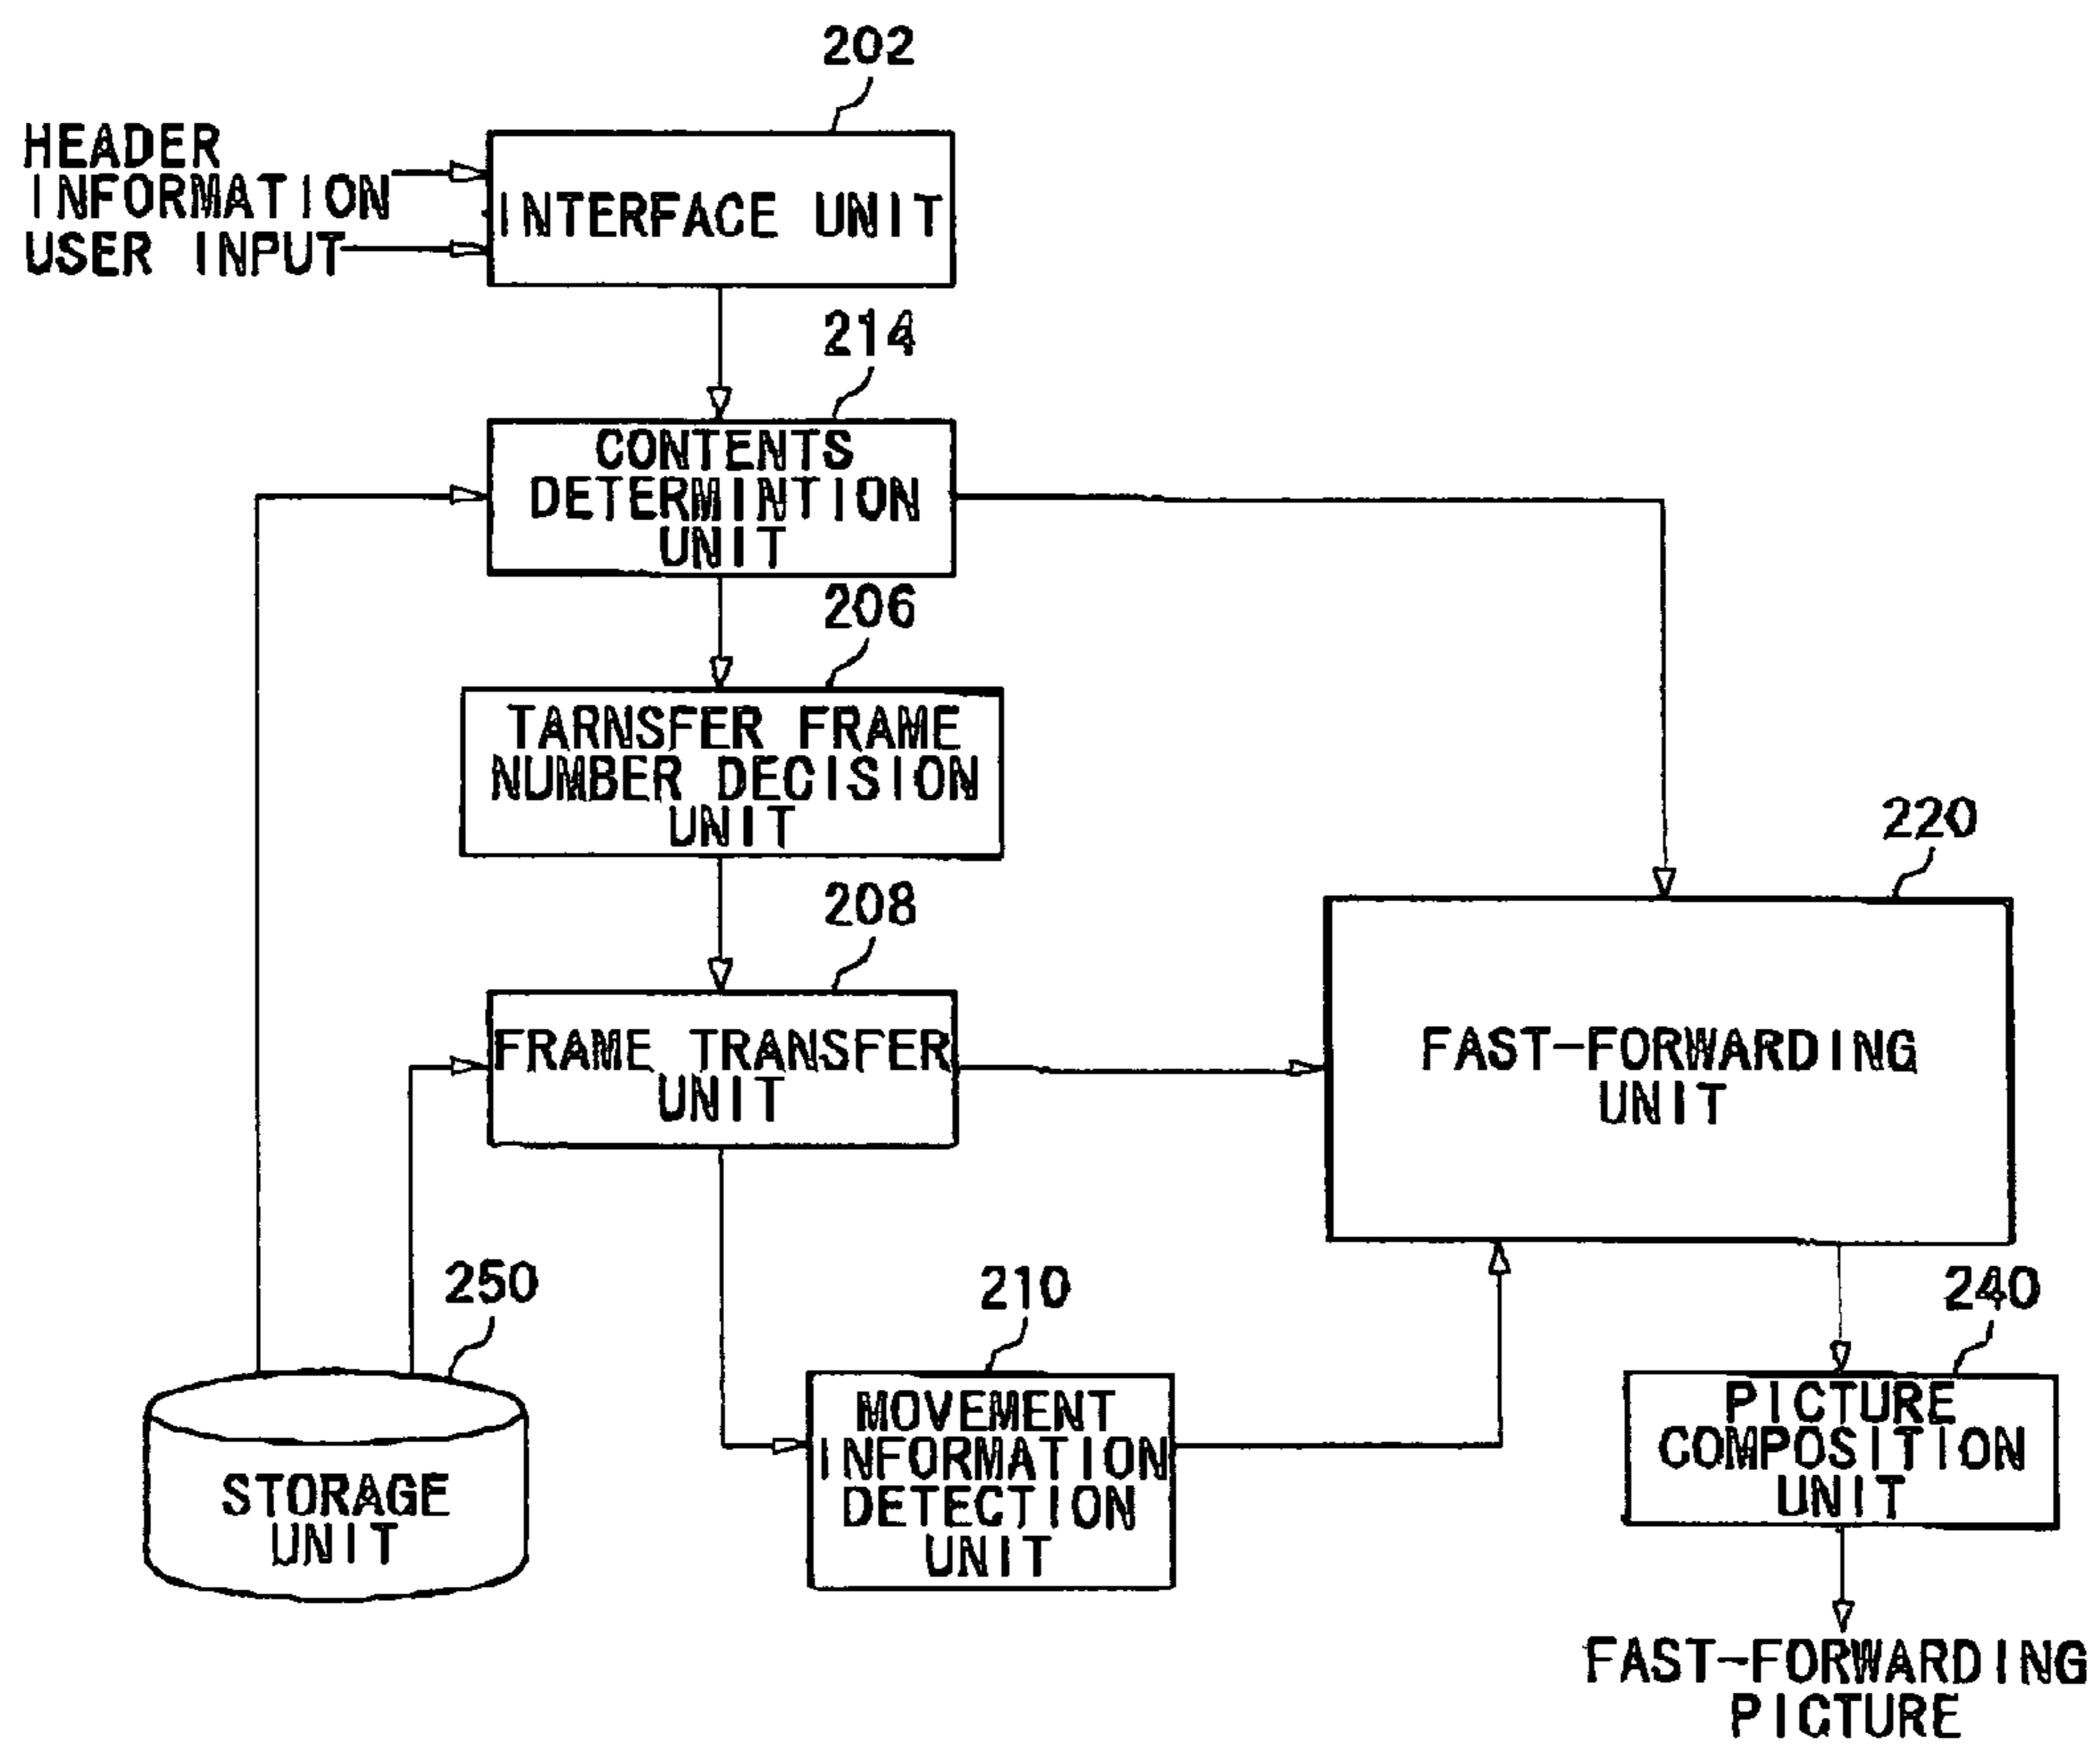 202
HEADER
INFORMATION
USER INPUT
INTERFACE UNIT
214
CONTENTS
DETERMINTION
UNIT
206
TARNSFER FRAME
NUMBER DECISION
UNIT
220
208
FRAME TRANSFER
UNIT
FAST-FORWARDING
UNIT
250
210
240
STORAGE
UNIT
MOVEMENT
INFORMATION
DETECTION
UNIT
PICTURE
COMPOSITION
UNIT
FAST-FORWARDING
PICTURE